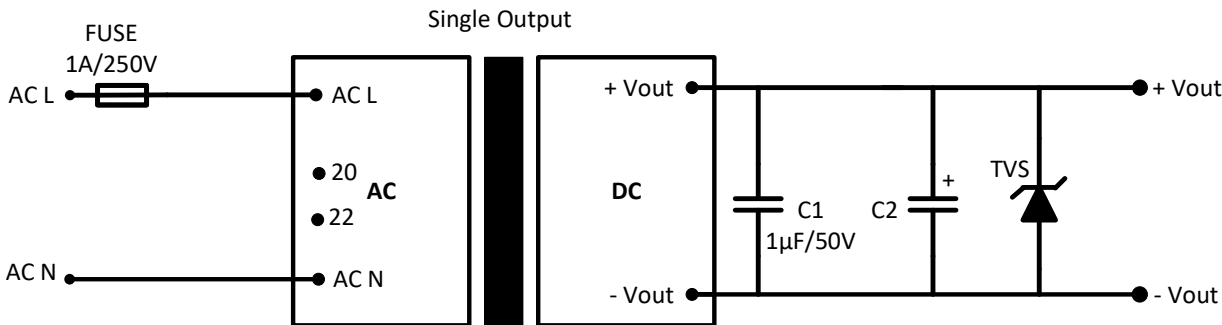 Single Output
FUSE
1A/250V
AC L
AC L
+ Vout
+ Vout
20
AC
DC
+
TVS
22
C1
C2
1µF/50V
AC N
AC N
- Vout
- Vout